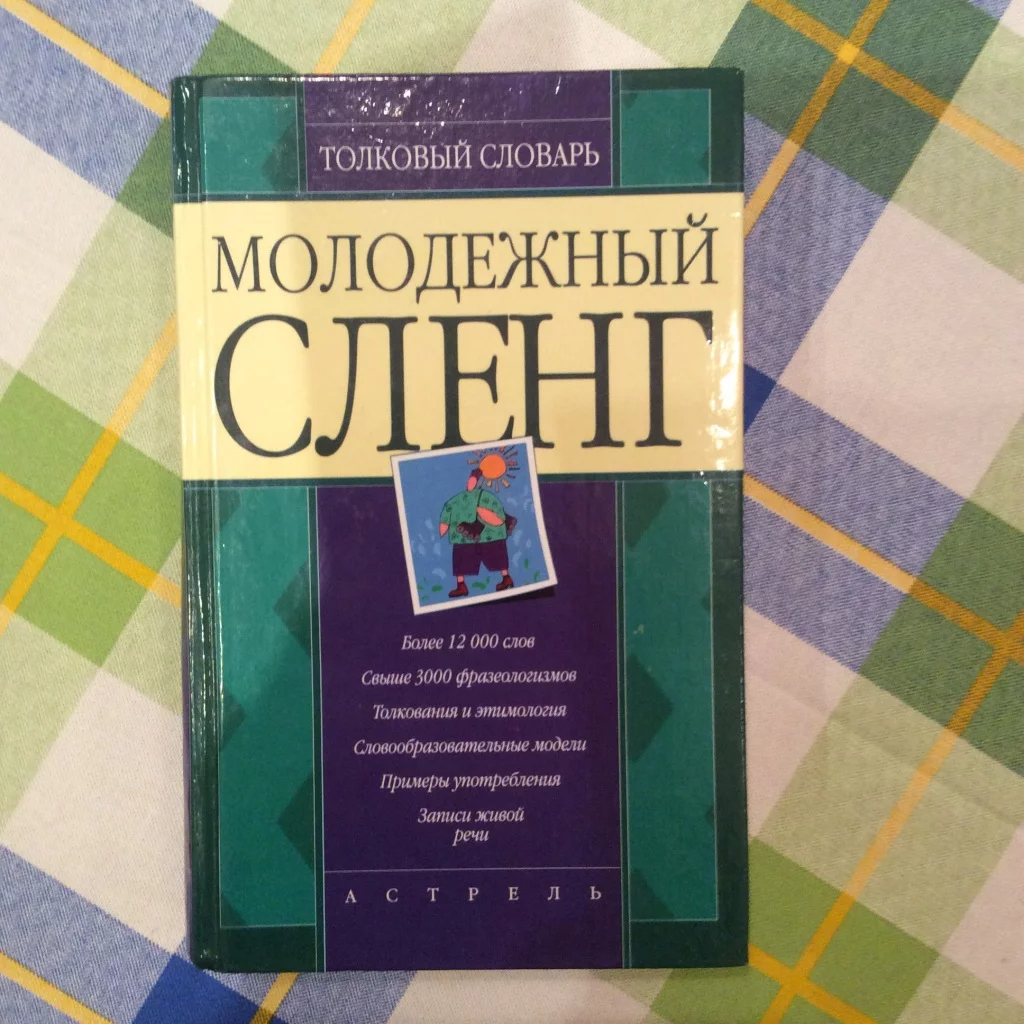 ТОЛКОВЫЙ СЛОВАРЬ
МОЛОДЕЖНЫЙ
СЛЕНГ
Более 12 000 слов
Свыше 3000 фразеологизмов
Толкования и этимология
Словообразовательные модели
Примеры употребления
Записи живой
речи
АСТРЕЛЬ